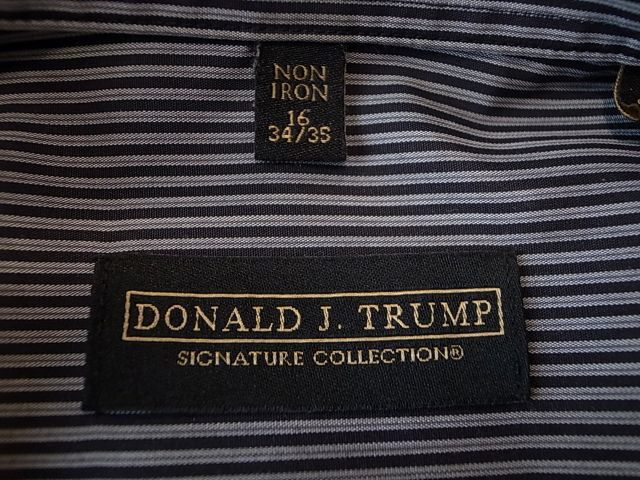 NON
IRON
16
34/35
DONALD J. TRUMP
SIGNATURE COLLECTION®